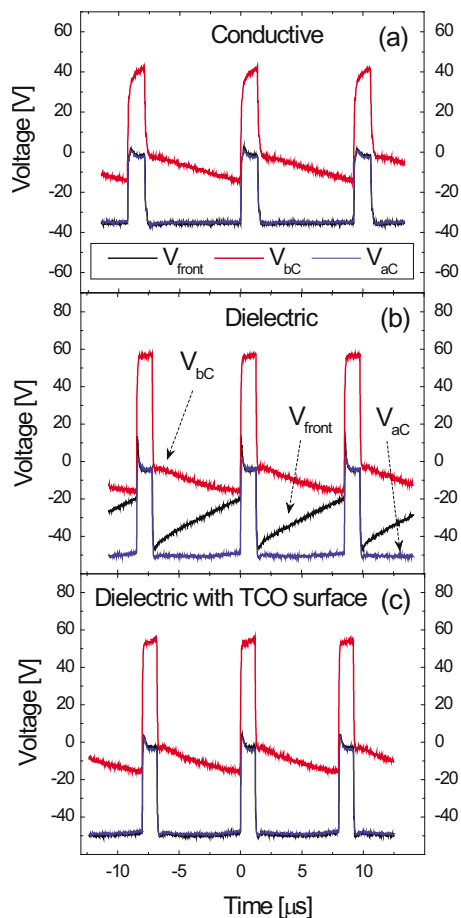 Conductive (a)
Voltage [V]
60 40 20 0 -20 -40 -60
60 40 20 0 -20 -40 -60
V_front V_bC V_aC
Dielectric (b)
Voltage [V]
80 60 40 20 0 -20 -40
80 60 40 20 0 -20 -40
V_bC
V_front
V_aC
Dielectric with TCO surface (c)
Voltage [V]
80 60 40 20 0 -20 -40
80 60 40 20 0 -20 -40
-10 -5 0 5 10
Time [μs]